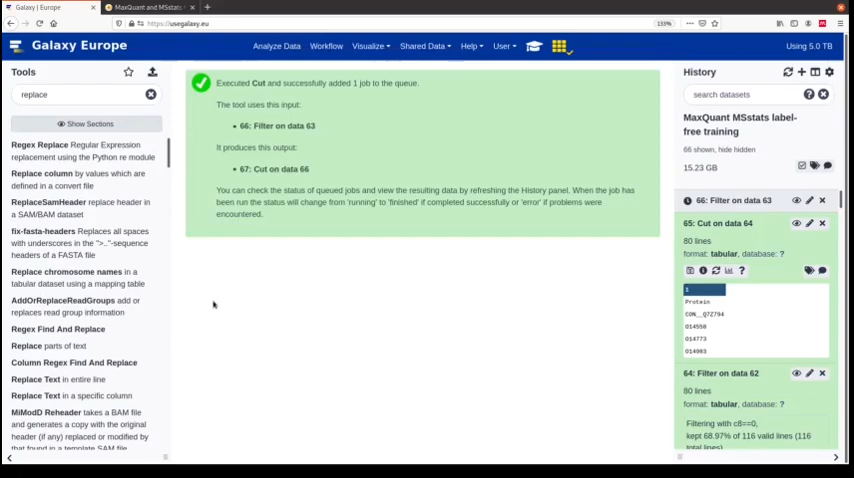 Galaxy | Europe
MaxQuant and MSstats
https://usegalaxy.eu
133%
Galaxy Europe
Analyze Data
Workflow
Visualize
Shared Data
Help
User
Using 5.0 TB
Tools
replace
Show Sections
Regex Replace Regular Expression
replacement using the Python re module
Replace column by values which are
defined in a convert file
ReplaceSamHeader replace header in
a SAM/BAM dataset
fix-fasta-headers Replaces all spaces
with underscores in the ">.."-sequence
headers of a FASTA file
Replace chromosome names in a
tabular dataset using a mapping table
AddOrReplaceReadGroups add or
replaces read group information
Regex Find And Replace
Replace parts of text
Column Regex Find And Replace
Replace Text in entire line
Replace Text in a specific column
MiModD Reheader takes a BAM file
and generates a copy with the original
header (if any) replaced or modified by
that found in a template SAM file
Executed Cut and successfully added 1 job to the queue.
The tool uses this input:
• 66: Filter on data 63
It produces this output:
• 67: Cut on data 66
You can check the status of queued jobs and view the resulting data by refreshing the History panel. When the job has
been run the status will change from 'running' to 'finished' if completed successfully or 'error' if problems were
encountered.
History
search datasets
MaxQuant MSstats label-
free training
66 shown, hide hidden
15.23 GB
66: Filter on data 63
65: Cut on data 64
80 lines
format: tabular, database: ?
1
Protein
CON__Q7Z794
O14558
O14773
O14983
64: Filter on data 62
80 lines
format: tabular, database: ?
Filtering with c8==0,
kept 68.97% of 116 valid lines (116
total lines)